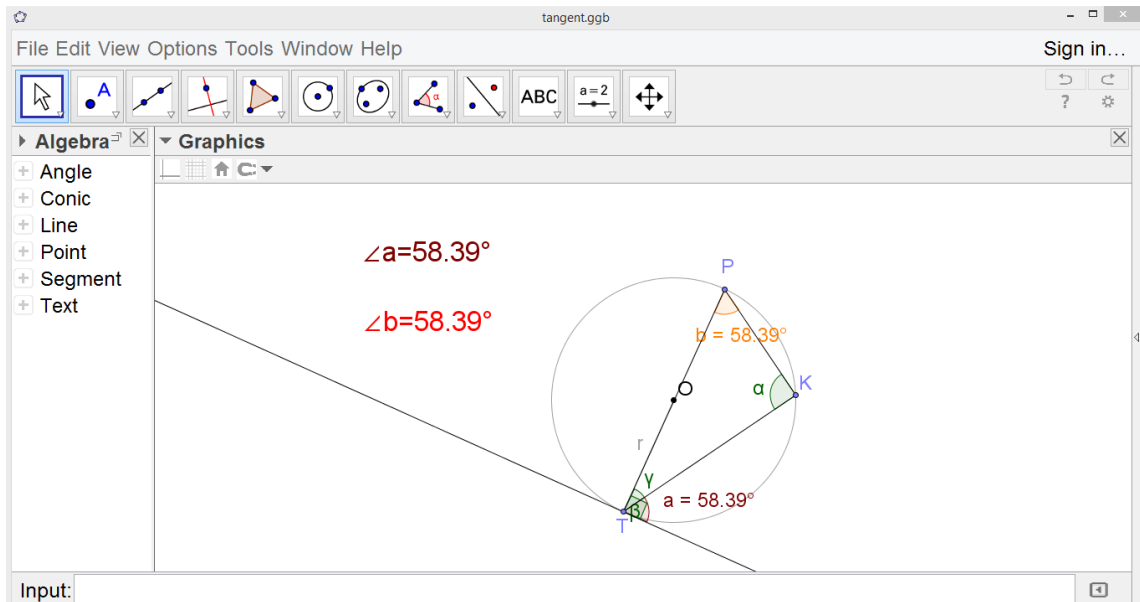 tangent.ggb
File Edit View Options Tools Window Help
Sign in...
A
α
ABC
a=2
?
Algebra
Graphics
Angle
Conic
Line
Point
Segment
Text
∠a=58.39°
∠b=58.39°
P
b = 58.39°
O
α
K
r
γ
a = 58.39°
β
T
Input: